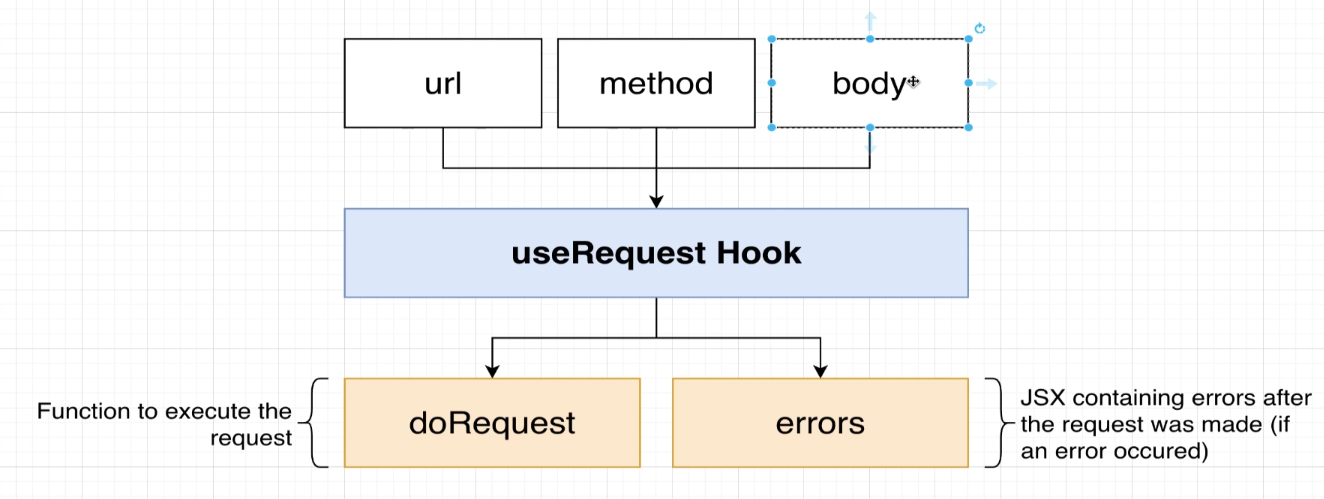 url
method
body
useRequest Hook
Function to execute the
request
doRequest
errors
JSX containing errors after
the request was made (if
an error occured)